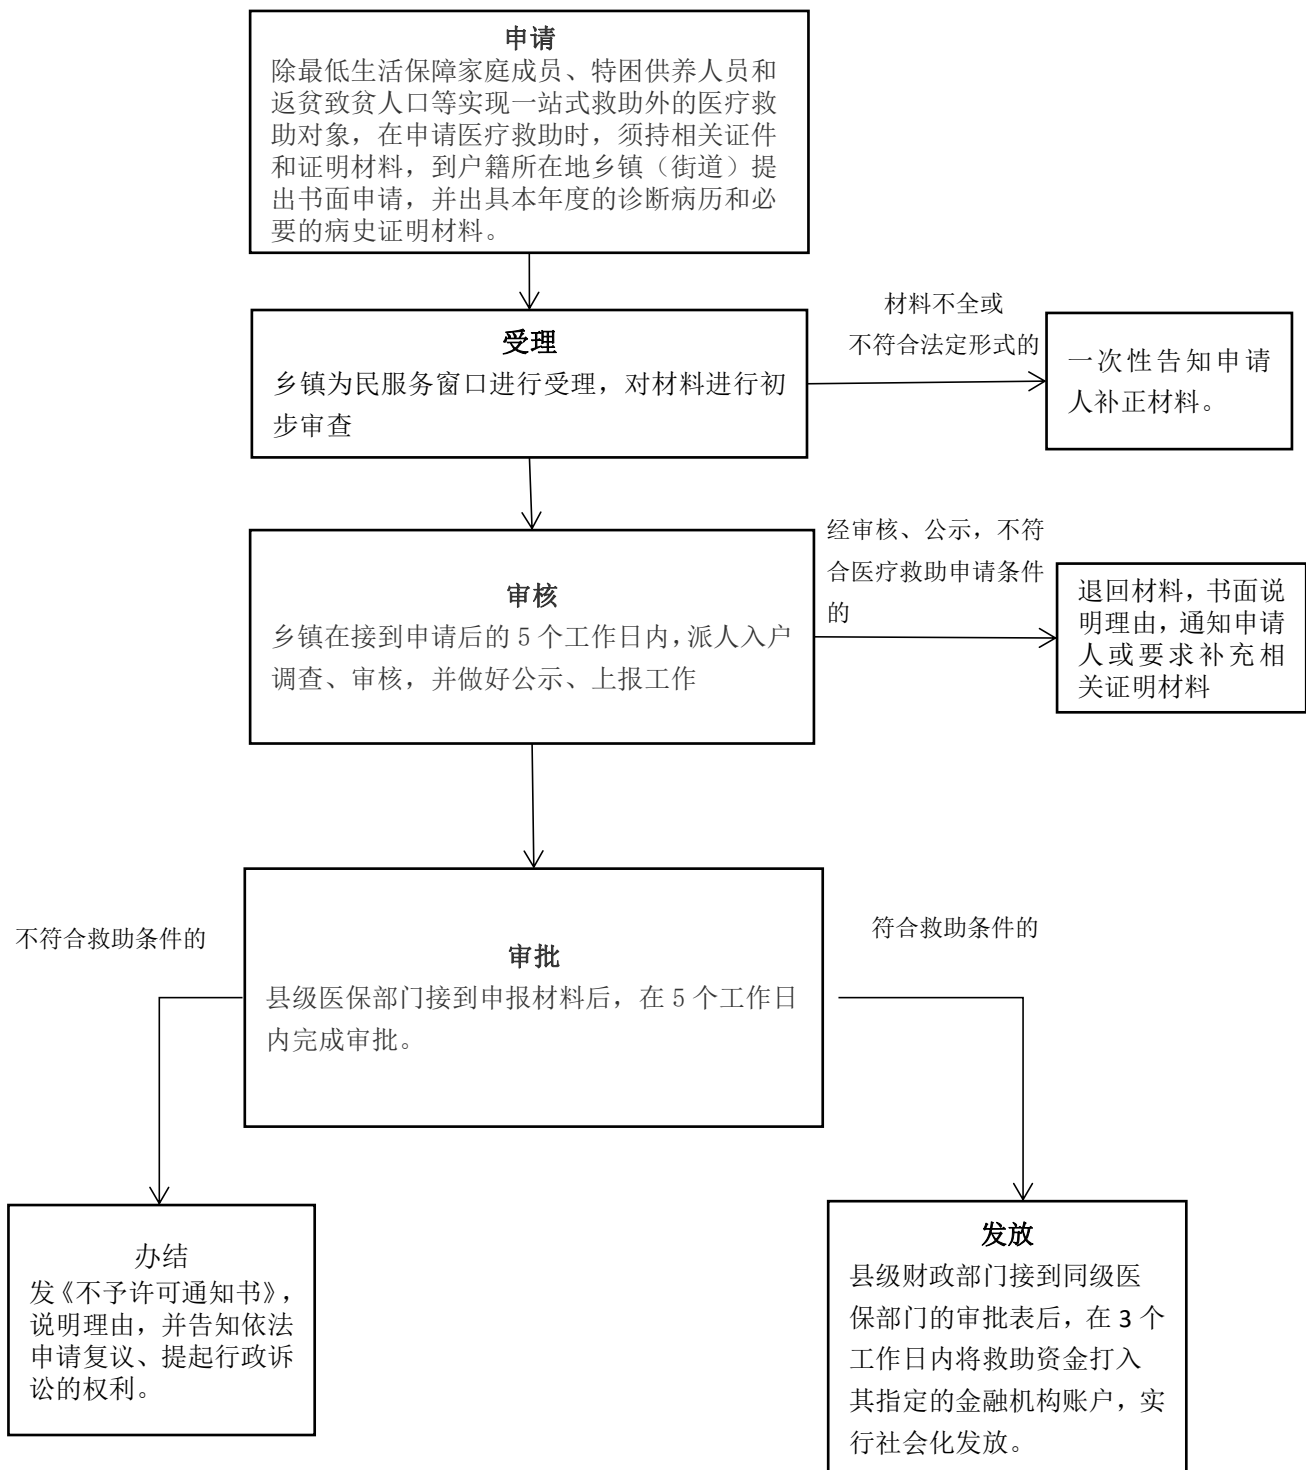 申请
除最低生活保障家庭成员、特困供养人员和
返贫致贫人口等实现一站式救助外的医疗救
助对象，在申请医疗救助时，须持相关证件
和证明材料，到户籍所在地乡镇（街道）提
出书面申请，并出具本年度的诊断病历和必
要的病史证明材料。
受理
乡镇为民服务窗口进行受理，对材料进行初
步审查
材料不全或
不符合法定形式的
一次性告知申请
人补正材料。
审核
乡镇在接到申请后的 5 个工作日内，派人入户
调查、审核，并做好公示、上报工作
经审核、公示，不符
合医疗救助申请条件
的
退回材料，书面说
明理由，通知申请
人或要求补充相
关证明材料
审批
县级医保部门接到申报材料后，在 5 个工作日
内完成审批。
不符合救助条件的
符合救助条件的
办结
发《不予许可通知书》，
说明理由，并告知依法
申请复议、提起行政诉
讼的权利。
发放
县级财政部门接到同级医
保部门的审批表后，在 3 个
工作日内将救助资金打入
其指定的金融机构账户，实
行社会化发放。